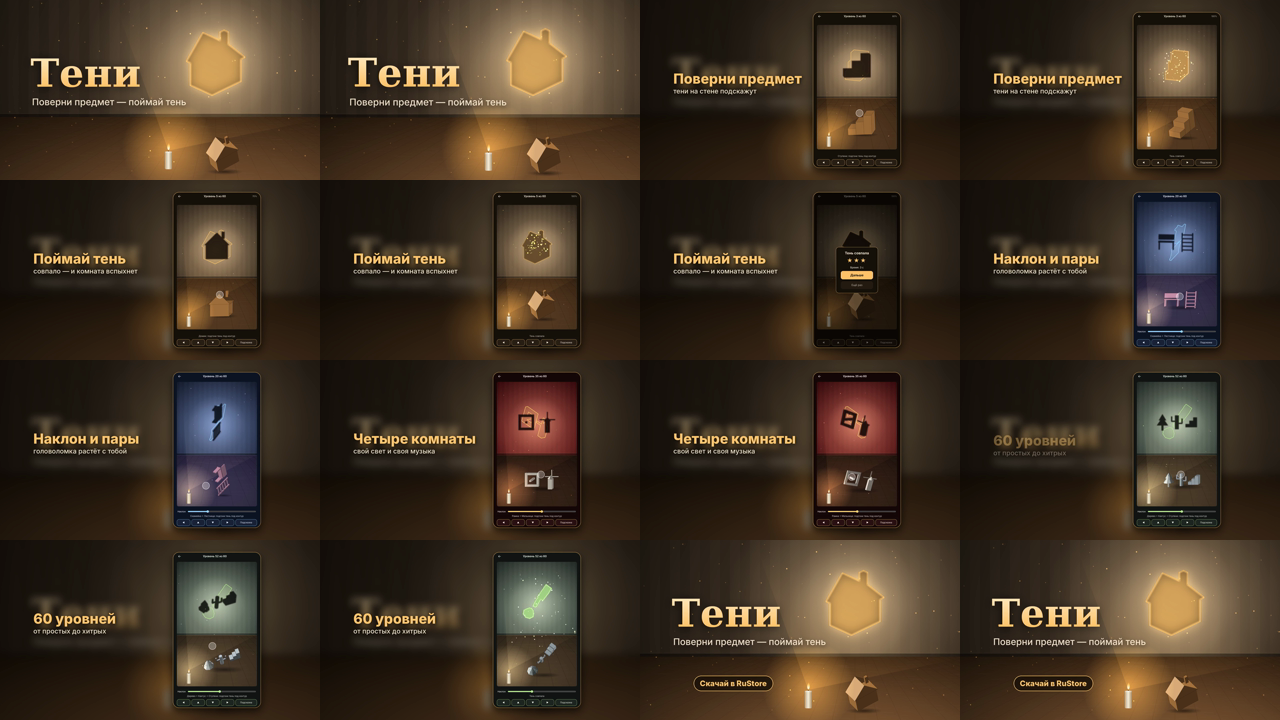 Тени
Поверни предмет — поймай тень
Тени
Поверни предмет — поймай тень
Поверни предмет
тени на стене подскажут
Поверни предмет
тени на стене подскажут
Поймай тень
совпало — и комната вспыхнет
Поймай тень
совпало — и комната вспыхнет
Поймай тень
совпало — и комната вспыхнет
Тень совпала
Дальше
Наклон и пары
головоломка растёт с тобой
Наклон и пары
головоломка растёт с тобой
Четыре комнаты
свой свет и своя музыка
Четыре комнаты
свой свет и своя музыка
60 уровней
от простых до хитрых
60 уровней
от простых до хитрых
60 уровней
от простых до хитрых
Тени
Поверни предмет — поймай тень
Скачай в RuStore
Тени
Поверни предмет — поймай тень
Скачай в RuStore